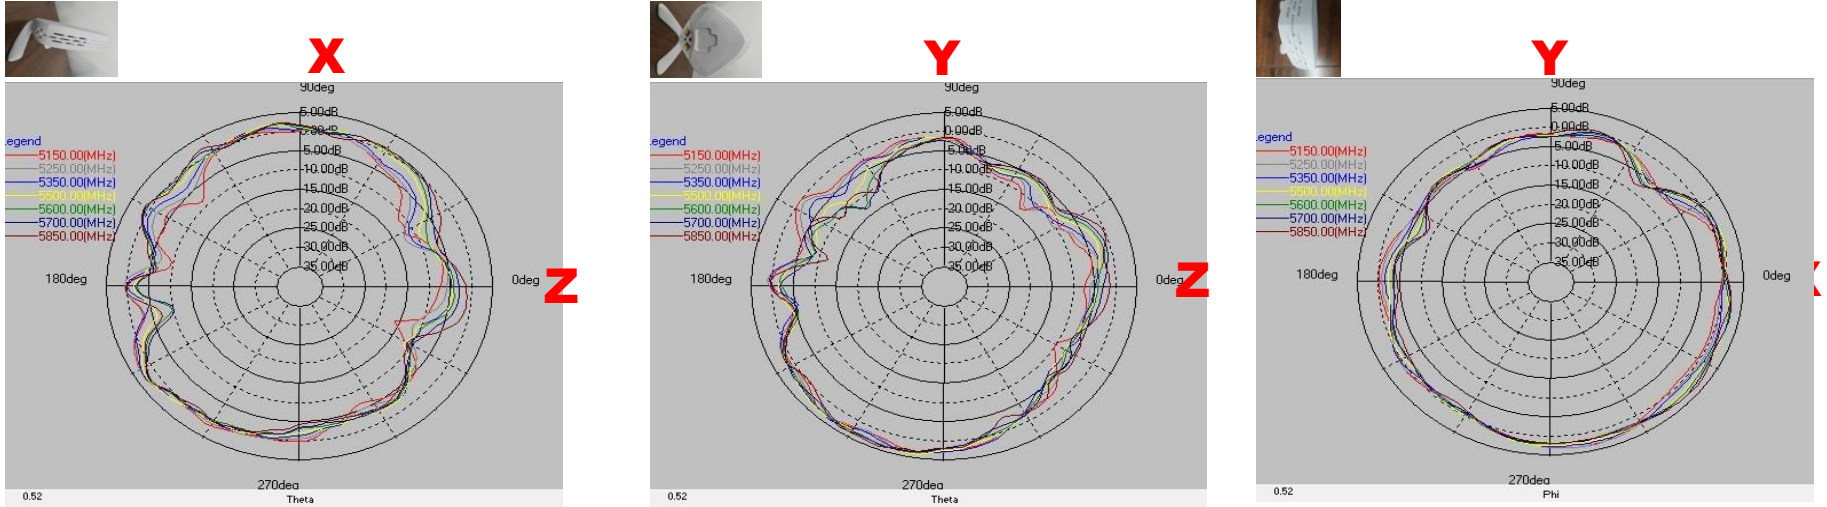 X
90deg
5.00dB
0.00dB
5.00dB
10.00dB
15.00dB
20.00dB
25.00dB
30.00dB
35.00dB
Legend
5150.00(MHz)
5250.00(MHz)
5350.00(MHz)
5500.00(MHz)
5600.00(MHz)
5700.00(MHz)
5850.00(MHz)
180deg
0deg
Z
270deg
0.52
Theta
Y
90deg
5.00dB
0.00dB
5.00dB
10.00dB
15.00dB
20.00dB
25.00dB
30.00dB
35.00dB
Legend
5150.00(MHz)
5250.00(MHz)
5350.00(MHz)
5500.00(MHz)
5600.00(MHz)
5700.00(MHz)
5850.00(MHz)
180deg
0deg
Z
270deg
0.52
Theta
Y
90deg
5.00dB
0.00dB
5.00dB
10.00dB
15.00dB
20.00dB
25.00dB
30.00dB
35.00dB
Legend
5150.00(MHz)
5250.00(MHz)
5350.00(MHz)
5500.00(MHz)
5600.00(MHz)
5700.00(MHz)
5850.00(MHz)
180deg
0deg
270deg
0.52
Phi